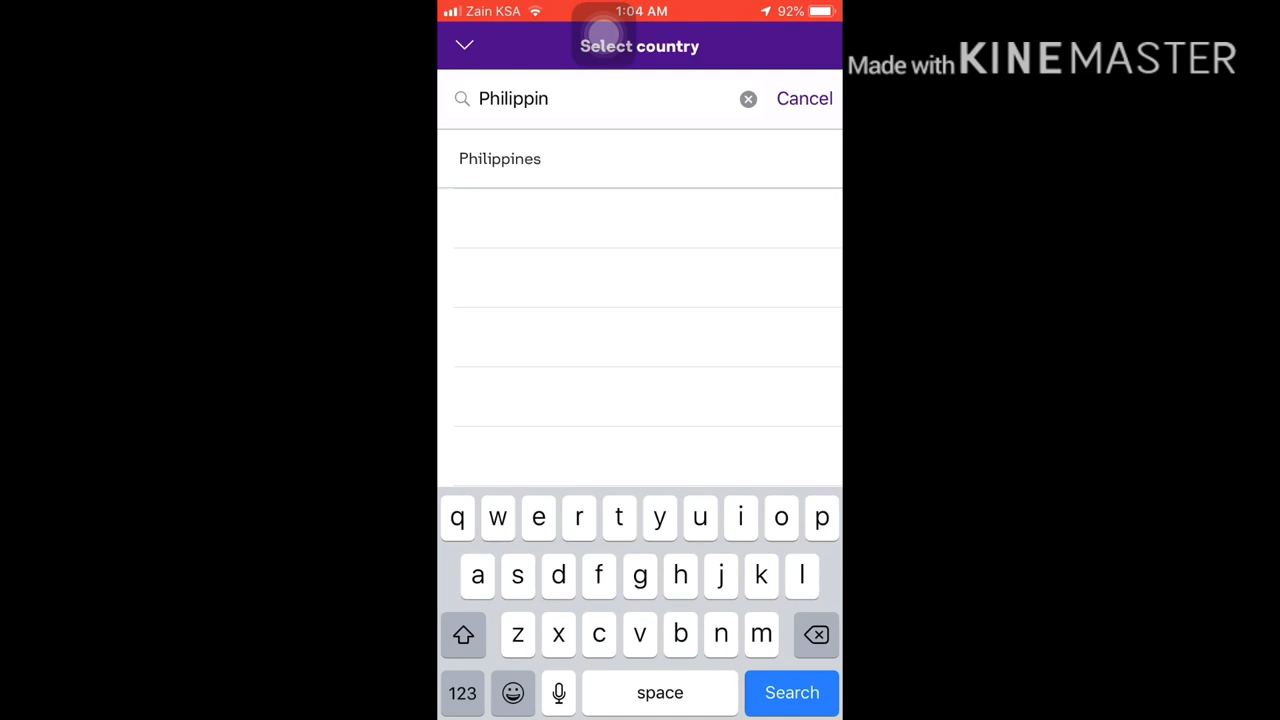 Zain KSA 1:04 AM 92%
Select country
Made with KINEMASTER
Philippin Cancel
Philippines
q w e r t y u i o p
a s d f g h j k l
z x c v b n m
123 space Search